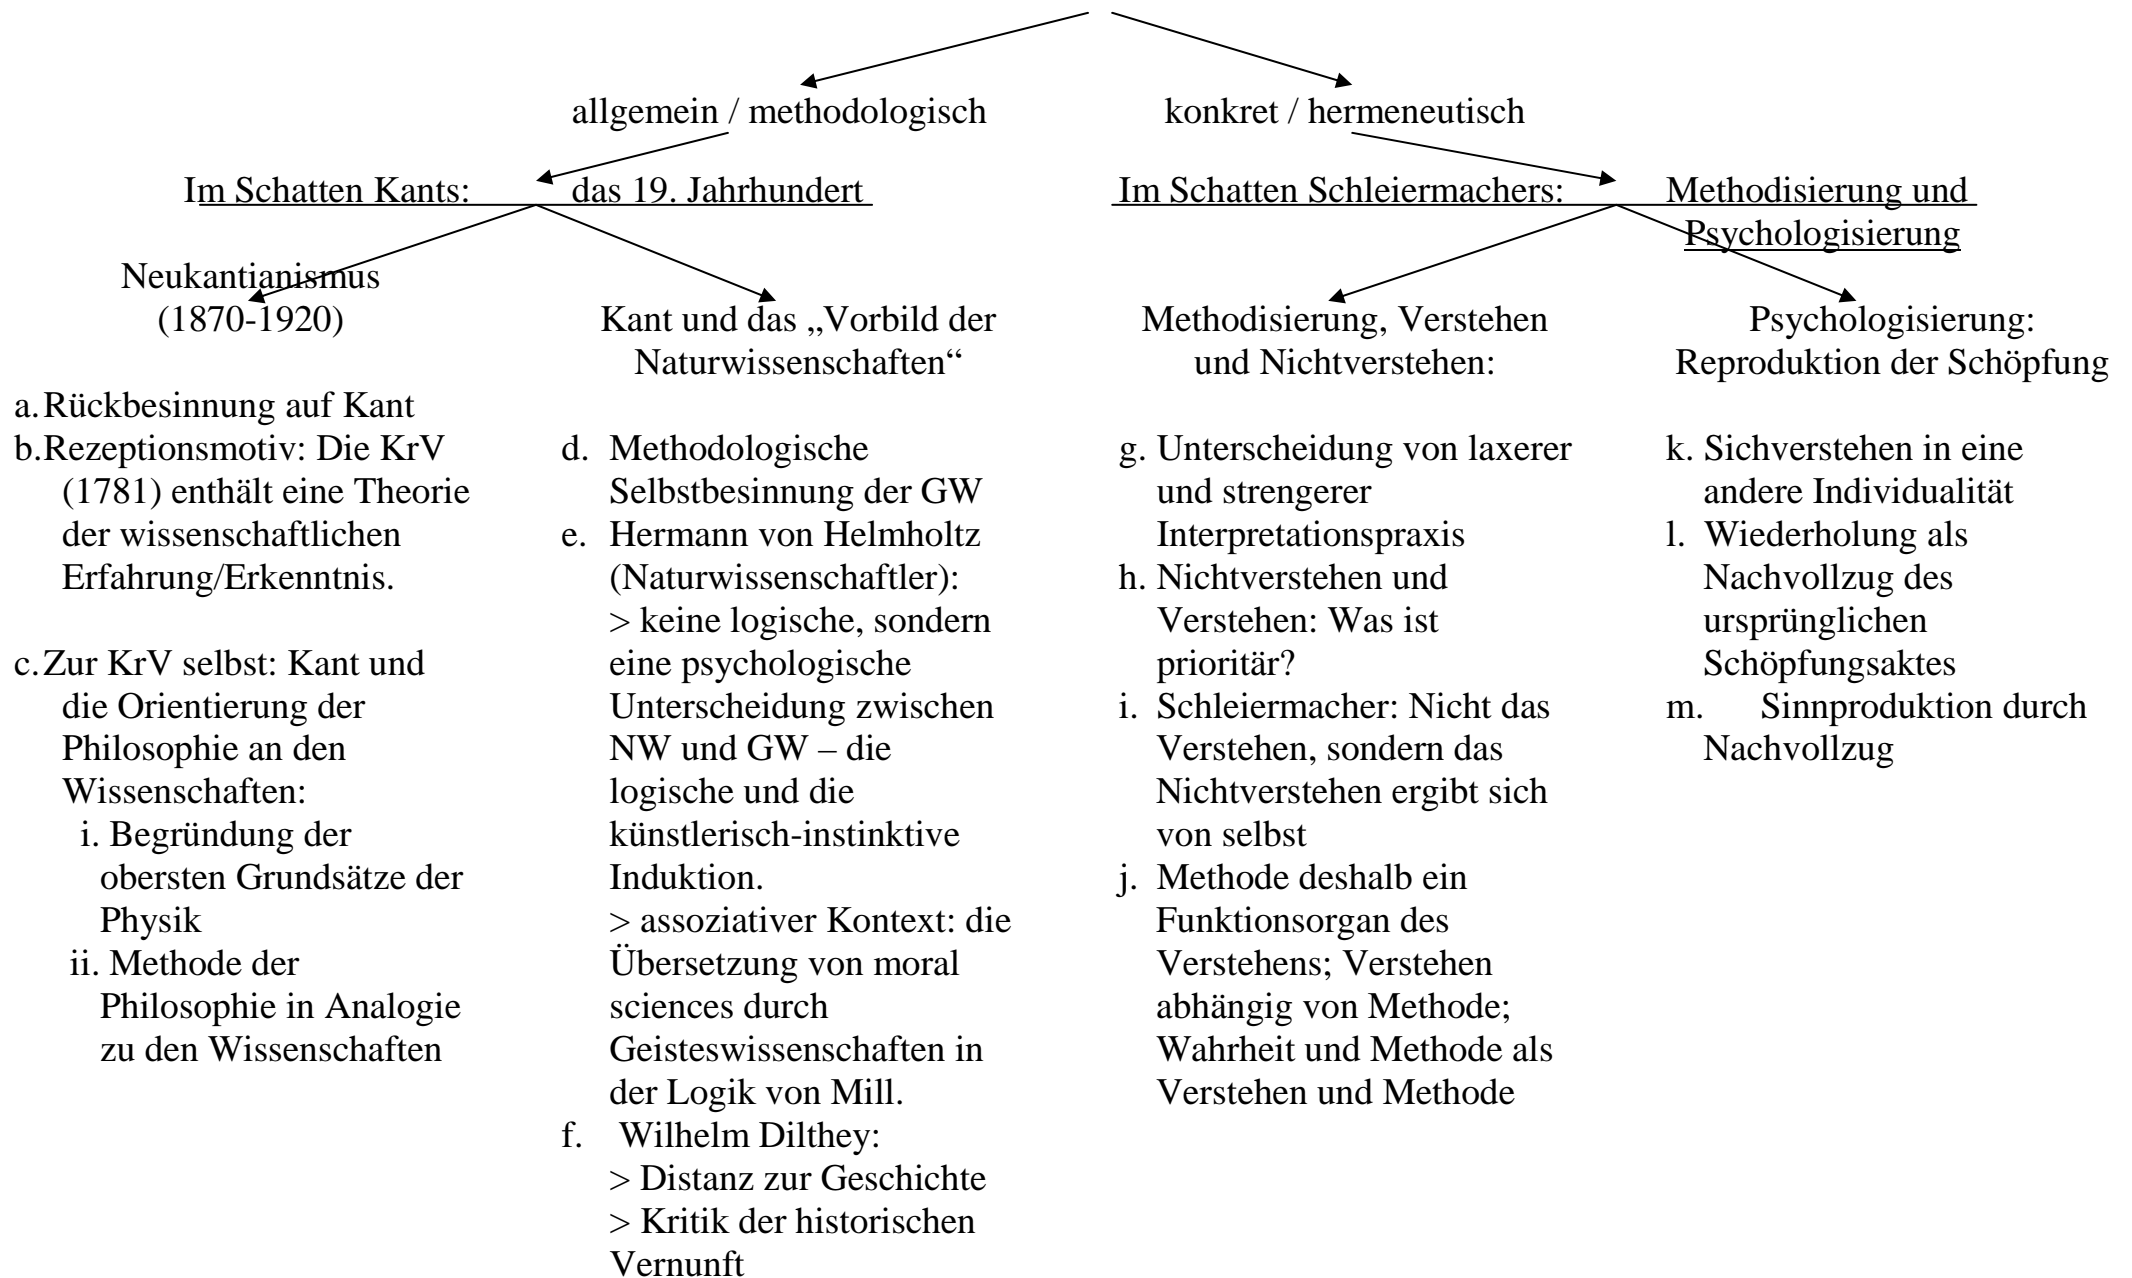 allgemein / methodologisch
konkret / hermeneutisch
Im Schatten Kants: das 19. Jahrhundert
Im Schatten Schleiermachers: Methodisierung und
Psychologisierung
Neukantianismus
(1870-1920)
a. Rückbesinnung auf Kant
b. Rezeptionsmotiv: Die KrV
(1781) enthält eine Theorie
der wissenschaftlichen
Erfahrung/Erkenntnis.
c. Zur KrV selbst: Kant und
die Orientierung der
Philosophie an den
Wissenschaften:
i. Begründung der
obersten Grundsätze der
Physik
ii. Methode der
Philosophie in Analogie
zu den Wissenschaften
Kant und das „Vorbild der
Naturwissenschaften“
d. Methodologische
Selbstbesinnung der GW
e. Hermann von Helmholtz
(Naturwissenschaftler):
> keine logische, sondern
eine psychologische
Unterscheidung zwischen
NW und GW – die
logische und die
künstlerisch-instinktive
Induktion.
> assoziativer Kontext: die
Übersetzung von moral
sciences durch
Geisteswissenschaften in
der Logik von Mill.
f. Wilhelm Dilthey:
> Distanz zur Geschichte
> Kritik der historischen
Vernunft
Methodisierung, Verstehen
und Nichtverstehen:
g. Unterscheidung von laxerer
und strengerer
Interpretationspraxis
h. Nichtverstehen und
Verstehen: Was ist
prioritär?
i. Schleiermacher: Nicht das
Verstehen, sondern das
Nichtverstehen ergibt sich
von selbst
j. Methode deshalb ein
Funktionsorgan des
Verstehens; Verstehen
abhängig von Methode;
Wahrheit und Methode als
Verstehen und Methode
Psychologisierung:
Reproduktion der Schöpfung
k. Sichverstehen in eine
andere Individualität
l. Wiederholung als
Nachvollzug des
ursprünglichen
Schöpfungsaktes
m. Sinnproduktion durch
Nachvollzug